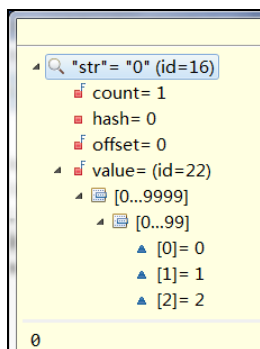 "str"= "0" (id=16)
count= 1
hash= 0
offset= 0
value= (id=22)
[0...9999]
[0...99]
[0]= 0
[1]= 1
[2]= 2
0